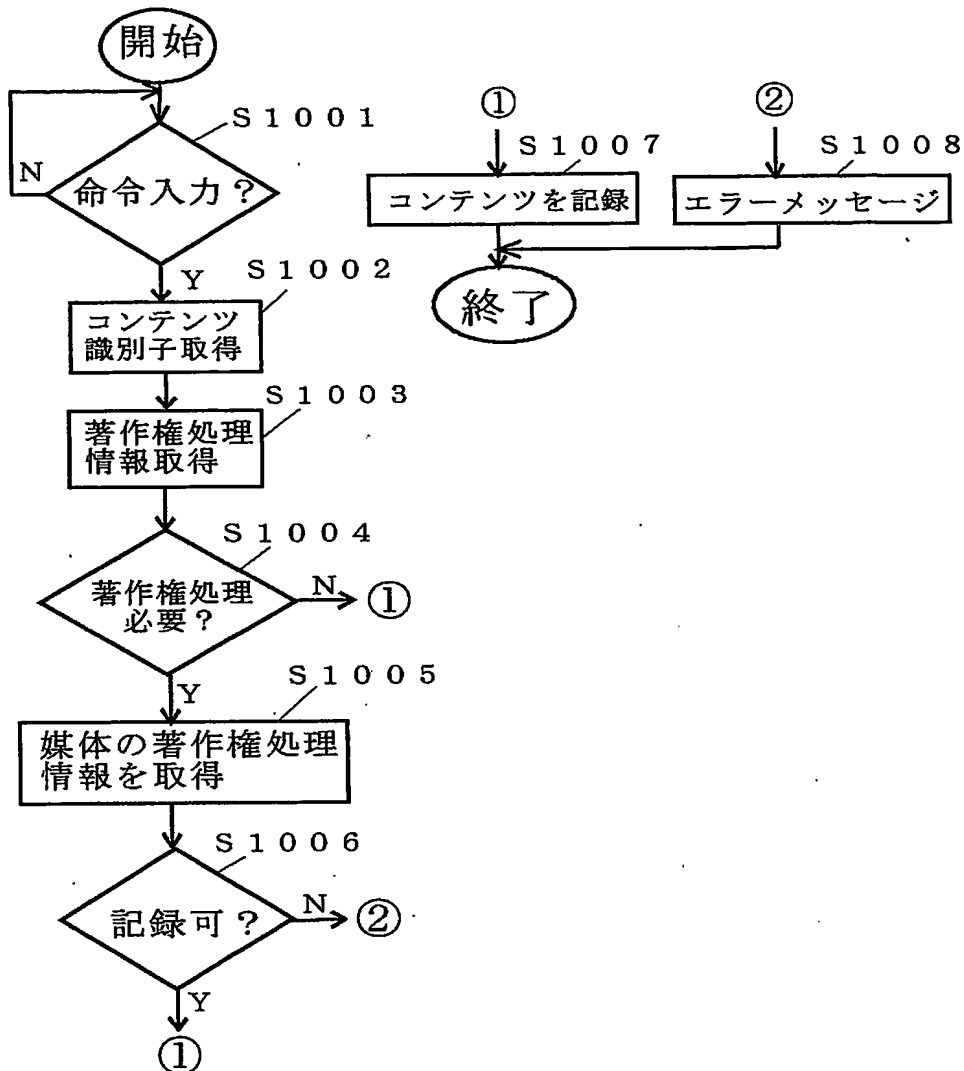 開始
S1001
N
命令入力？
Y
S1002
コンテンツ
識別子取得
S1003
著作権処理
情報取得
S1004
著作権処理
必要？
N
①
Y
S1005
媒体の著作権処理
情報を取得
S1006
記録可？
N
②
Y
①
①
S1007
コンテンツを記録
②
S1008
エラーメッセージ
終了